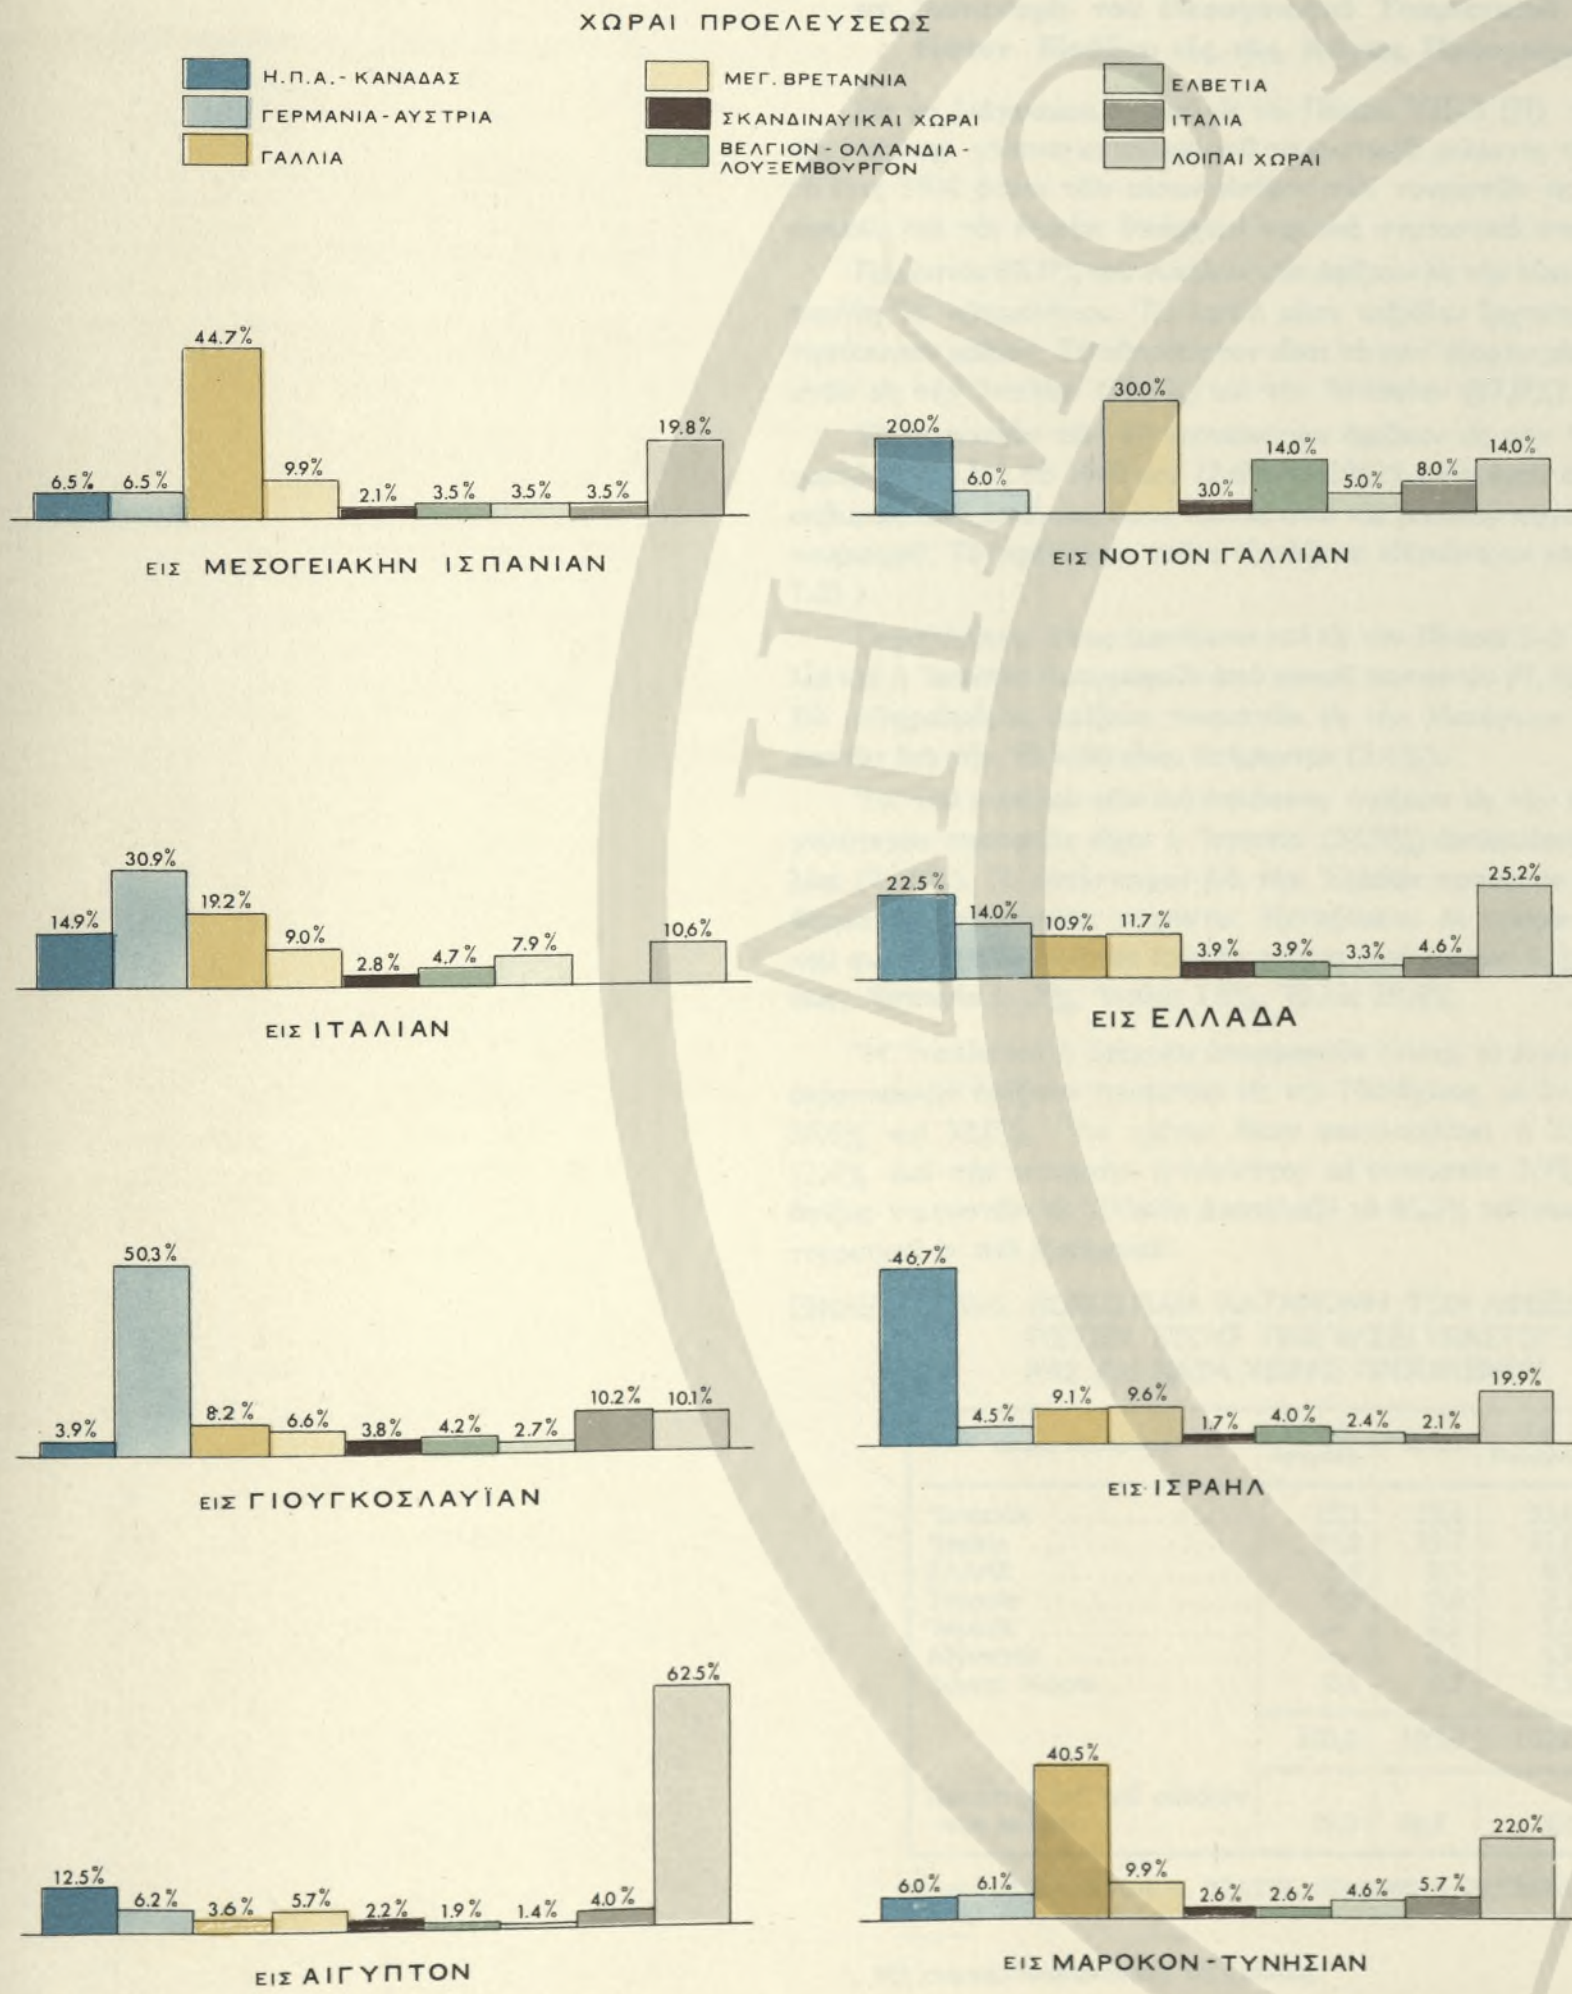 ΧΩΡΑΙ ΠΡΟΕΛΕΥΣΕΩΣ
Η.Π.Α.- ΚΑΝΑΔΑΣ
ΓΕΡΜΑΝΙΑ-ΑΥΣΤΡΙΑ
ΓΑΛΛΙΑ
ΜΕΓ. ΒΡΕΤΑΝΝΙΑ
ΣΚΑΝΔΙΝΑΥΙΚΑΙ ΧΩΡΑΙ
ΒΕΛΓΙΟΝ - ΟΛΛΑΝΔΙΑ -
ΛΟΥΞΕΜΒΟΥΡΓΟΝ
ΕΛΒΕΤΙΑ
ΙΤΑΛΙΑ
ΛΟΙΠΑΙ ΧΩΡΑΙ
6.5% 6.5% 44.7% 9.9% 2.1% 3.5% 3.5% 3.5% 19.8%
ΕΙΣ ΜΕΣΟΓΕΙΑΚΗΝ ΙΣΠΑΝΙΑΝ
20.0% 6.0% 30.0% 3.0% 14.0% 5.0% 8.0% 14.0%
ΕΙΣ ΝΟΤΙΟΝ ΓΑΛΛΙΑΝ
14.9% 30.9% 19.2% 9.0% 2.8% 4.7% 7.9% 10.6%
ΕΙΣ ΙΤΑΛΙΑΝ
22.5% 14.0% 10.9% 11.7% 3.9% 3.9% 3.3% 4.6% 25.2%
ΕΙΣ ΕΛΛΑΔΑ
3.9% 50.3% 8.2% 6.6% 3.8% 4.2% 2.7% 10.2% 10.1%
ΕΙΣ ΓΙΟΥΓΚΟΣΛΑΥΪΑΝ
46.7% 4.5% 9.1% 9.6% 1.7% 4.0% 2.4% 2.1% 19.9%
ΕΙΣ ΙΣΡΑΗΛ
12.5% 6.2% 3.6% 5.7% 2.2% 1.9% 1.4% 4.0% 62.5%
ΕΙΣ ΑΙΓΥΠΤΟΝ
6.0% 6.1% 40.5% 9.9% 2.6% 2.6% 4.6% 5.7% 22.0%
ΕΙΣ ΜΑΡΟΚΟΝ - ΤΥΝΗΣΙΑΝ
ΔΗΜΟΚ